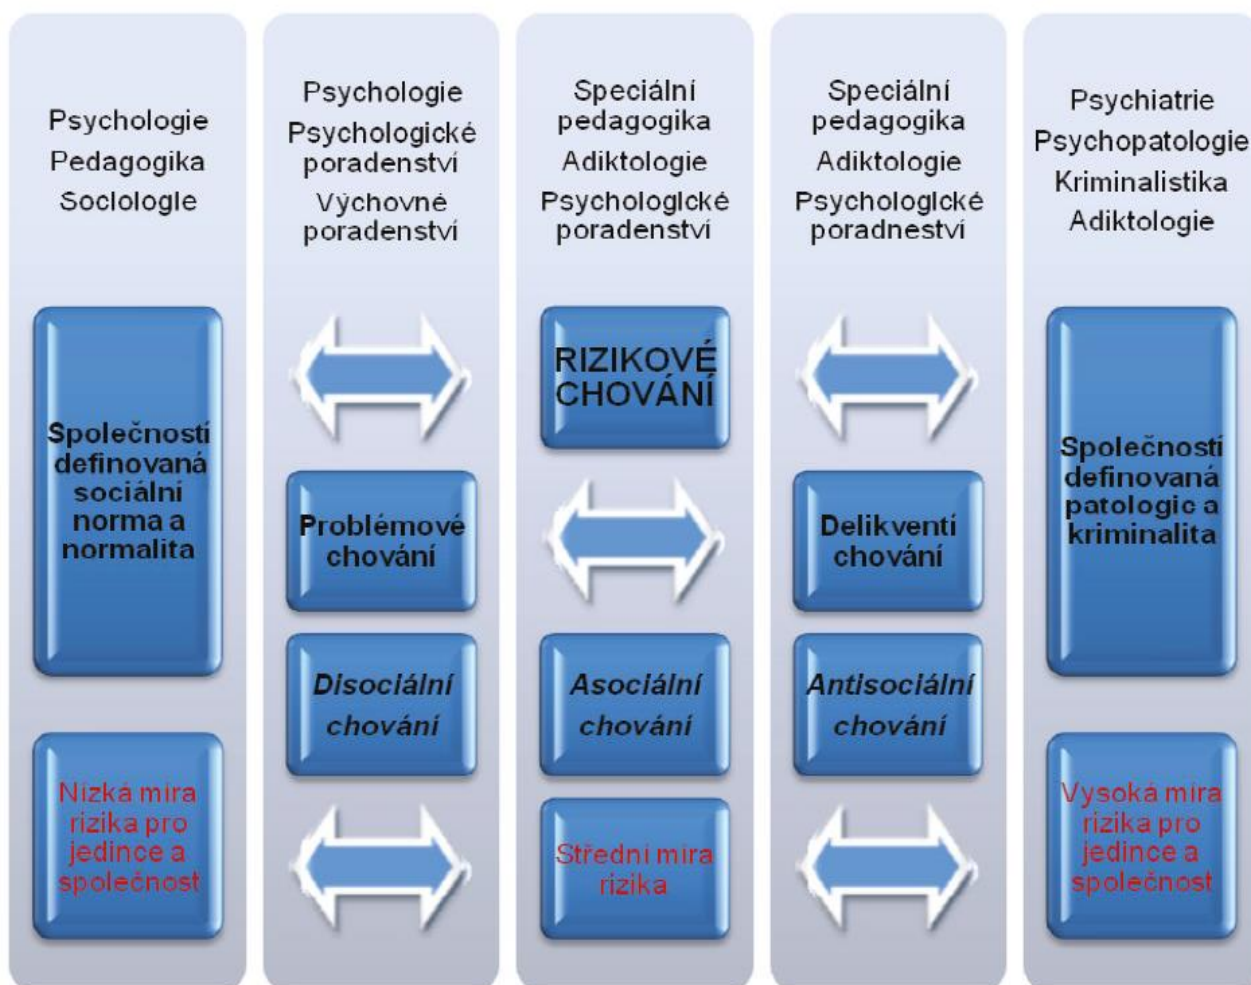 Psychologie
Pedagogika
Sociologie
Společností
definovaná
sociální
norma a
normalita
Nízká míra
rizika pro
jedince a
společnost
Psychologie
Psychologické
poradenství
Výchovné
poradenství
Problémové
chování
Disociální
chování
Speciální
pedagogika
Adiktologie
Psychologické
poradenství
RIZIKOVÉ
CHOVÁNÍ
Asociální
chování
Střední míra
rizika
Speciální
pedagogika
Adiktologie
Psychologické
poradneství
Delikventí
chování
Antisociální
chování
Psychiatrie
Psychopatologie
Kriminalistika
Adiktologie
Společností
definovaná
patologic a
kriminalita
Vysoká míra
rizika pro
jedince a
společnost